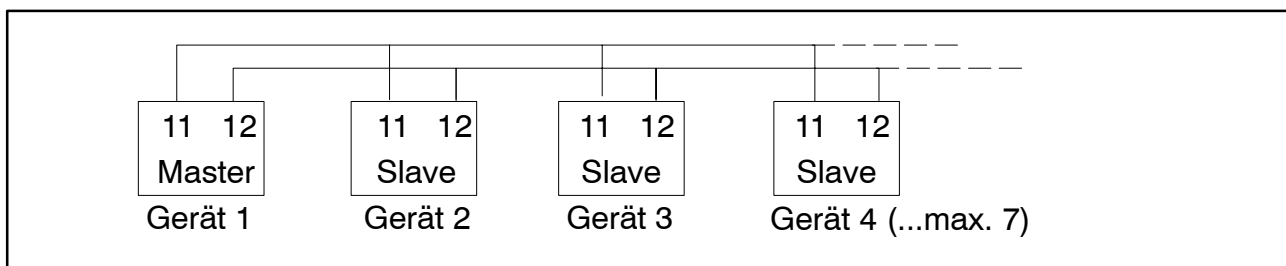 11 12 11 12 11 12 11 12
Master Slave Slave Slave
Gerät 1 Gerät 2 Gerät 3 Gerät 4 (...max. 7)